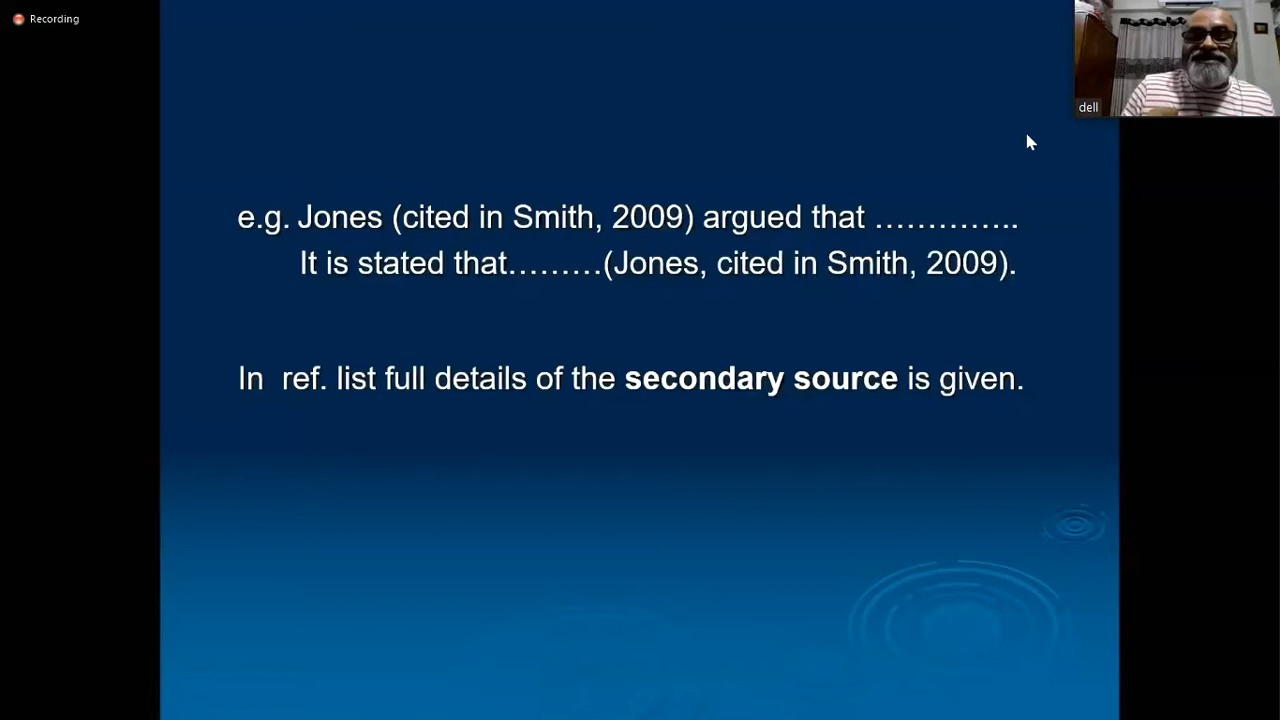 Recording
dell
e.g. Jones (cited in Smith, 2009) argued that …………..
It is stated that………(Jones, cited in Smith, 2009).
In ref. list full details of the secondary source is given.